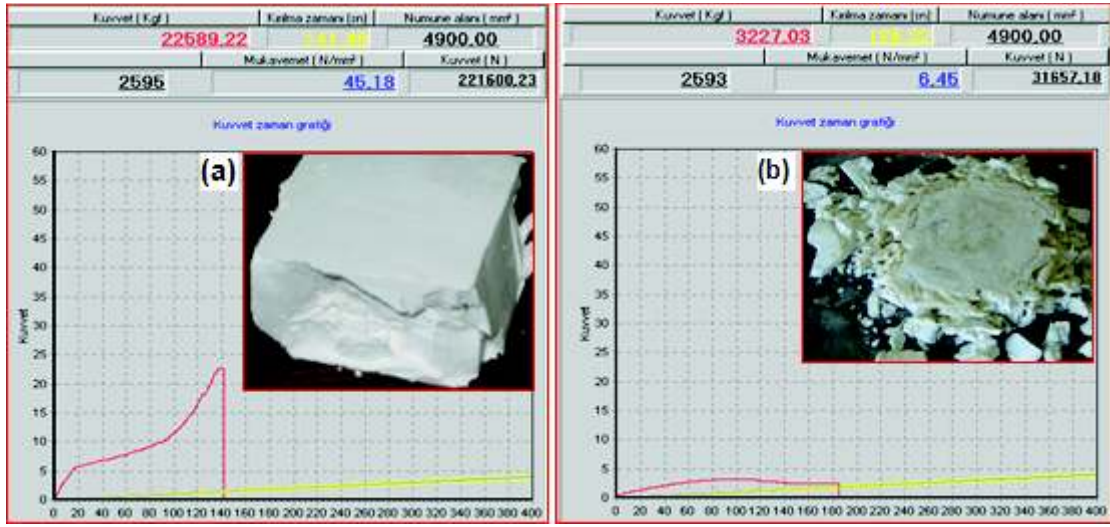 Kuvvet ( Kgf ) Kırılma zamanı (sn) Numune alanı ( mm² )
22589,22 4900.00
Mukavemet ( N/mm² ) Kuvvet ( N )
2595 45,18 221600,23
Kuvvet zaman grafiği
(a)
Kuvvet
60
55
50
45
40
35
30
25
20
15
10
5
0
0 20 40 60 80 100 120 140 160 180 200 220 240 260 280 300 320 340 360 380 400
Kuvvet ( Kgf ) Kırılma zamanı (sn) Numune alanı ( mm² )
3227,03 4900.00
Mukavemet ( N/mm² ) Kuvvet ( N )
2593 6,45 31657,18
Kuvvet zaman grafiği
(b)
Kuvvet
60
55
50
45
40
35
30
25
20
15
10
5
0
0 20 40 60 80 100 120 140 160 180 200 220 240 260 280 300 320 340 360 380 400